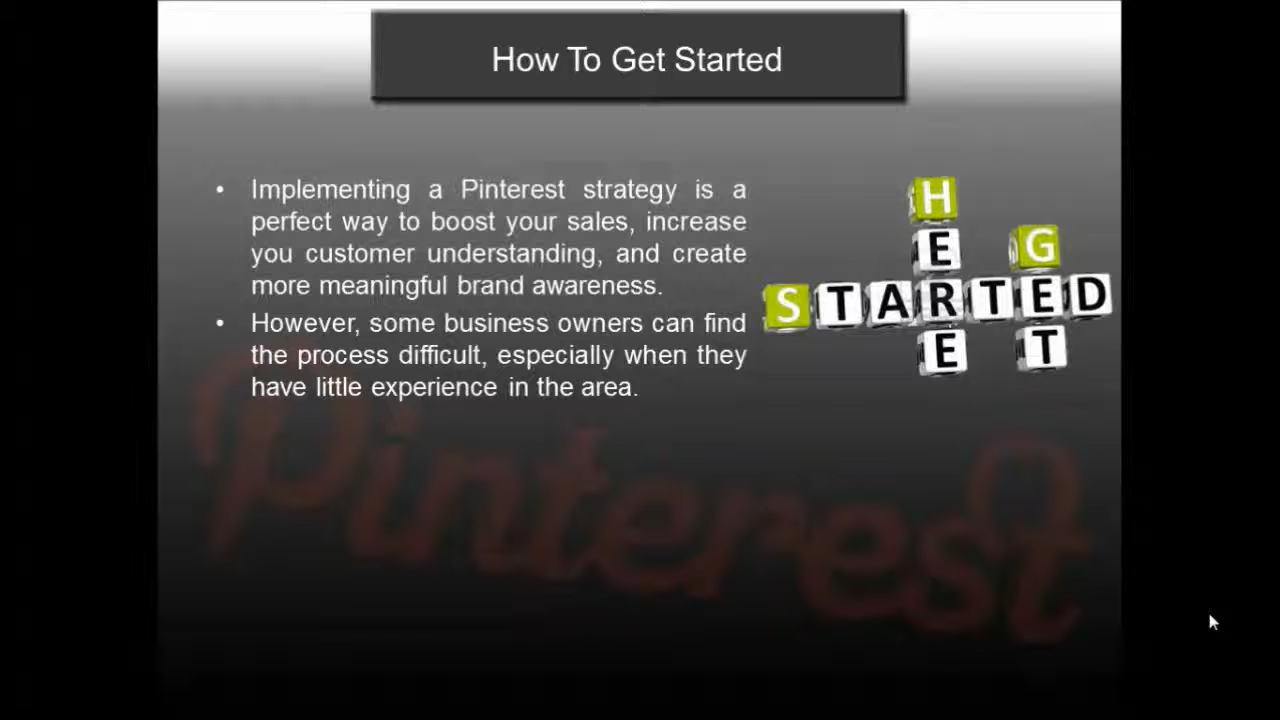 How To Get Started
• Implementing a Pinterest strategy is a
perfect way to boost your sales, increase
you customer understanding, and create
more meaningful brand awareness.
• However, some business owners can find
the process difficult, especially when they
have little experience in the area.
HERE
GET
STARTED
Pinterest